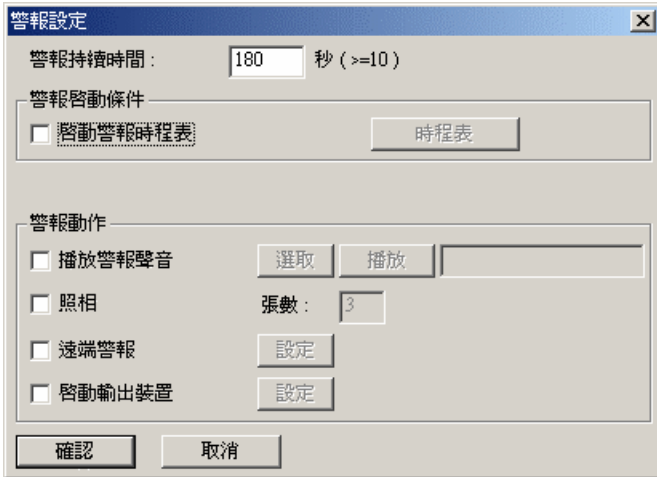 警報設定
警報持續時間 : 180 秒 ( >=10 )
警報啓動條件
啓動警報時程表 時程表
警報動作
播放警報聲音 選取 播放
照相 張數 : 3
遠端警報 設定
啓動輸出裝置 設定
確認 取消